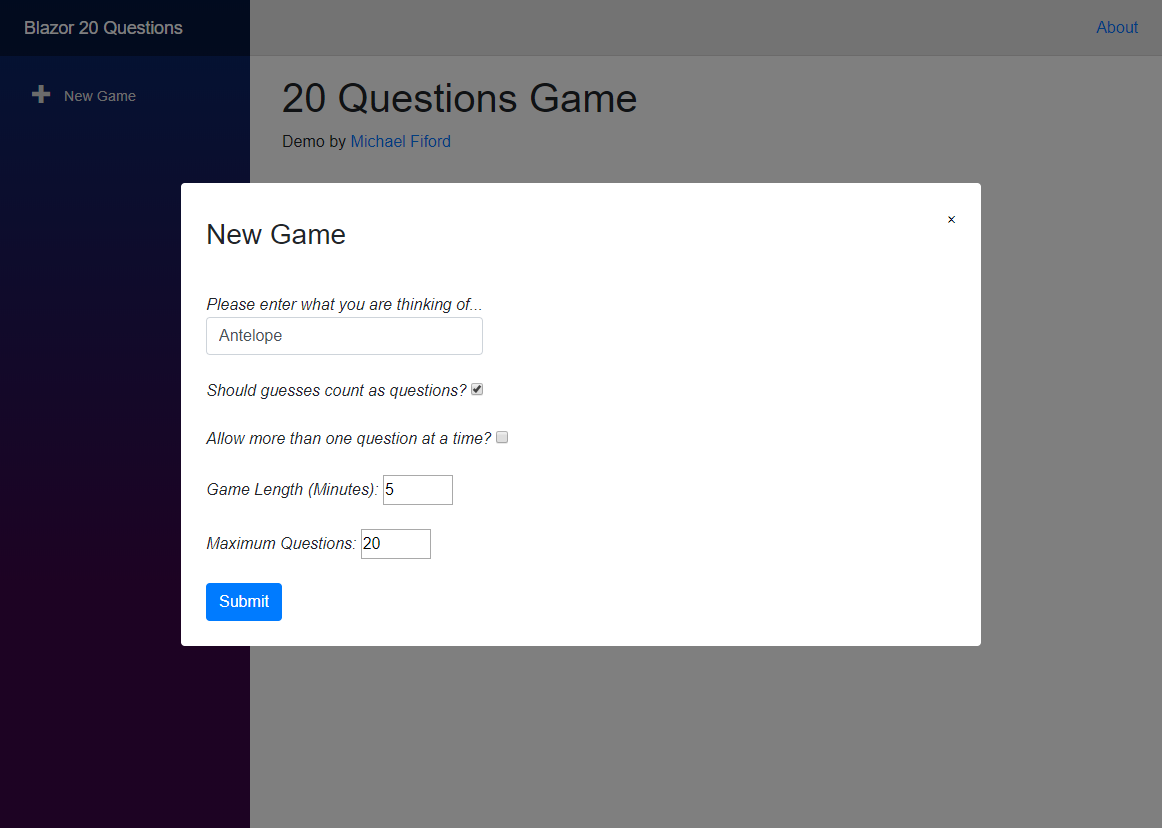 Blazor 20 Questions
About
New Game
20 Questions Game
Demo by Michael Fiford
New Game
×
Please enter what you are thinking of...
Antelope
Should guesses count as questions?
Allow more than one question at a time?
Game Length (Minutes): 5
Maximum Questions: 20
Submit